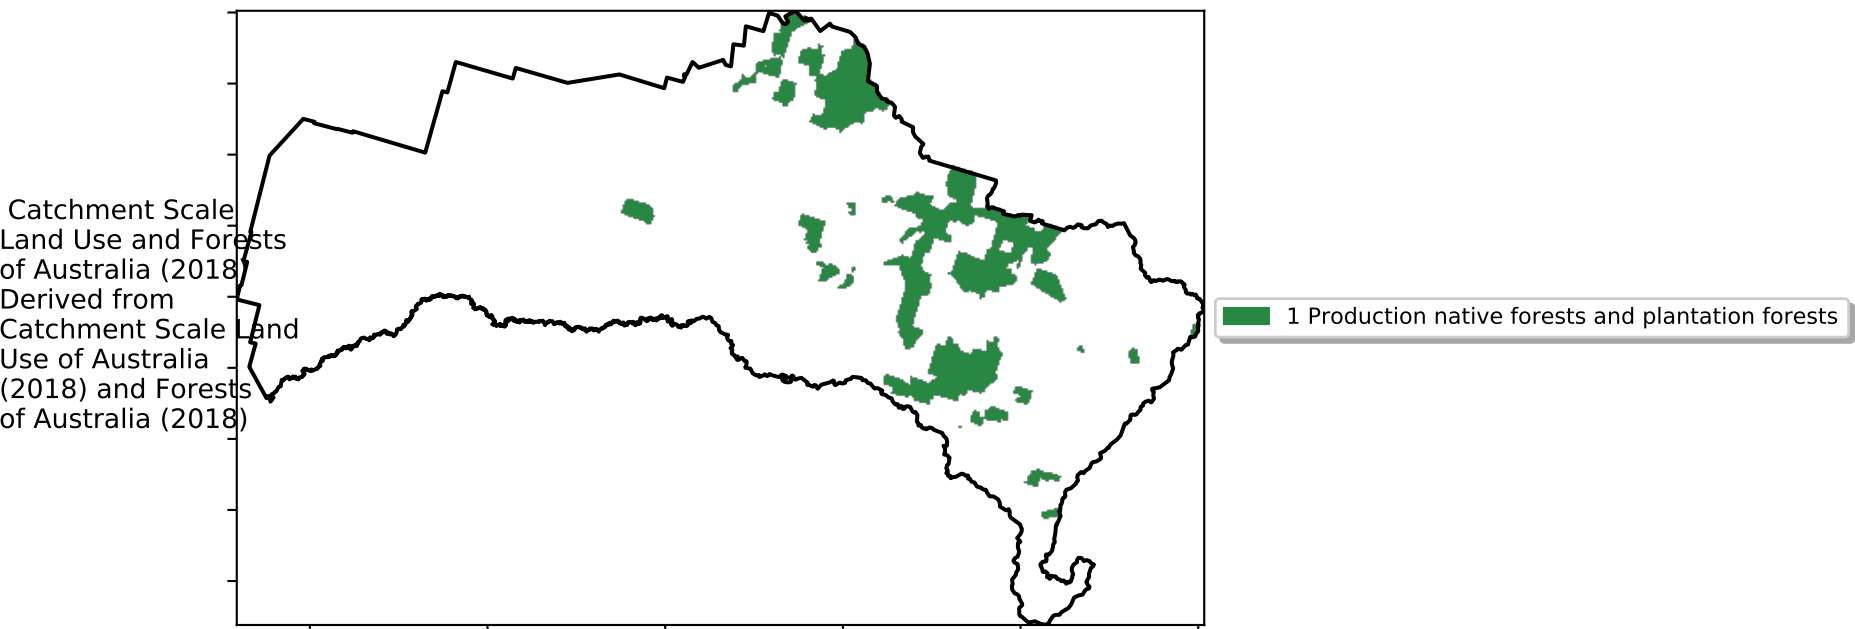 Catchment Scale
Land Use and Forests
of Australia (2018)
Derived from
Catchment Scale Land
Use of Australia
(2018) and Forests
of Australia (2018)
1 Production native forests and plantation forests